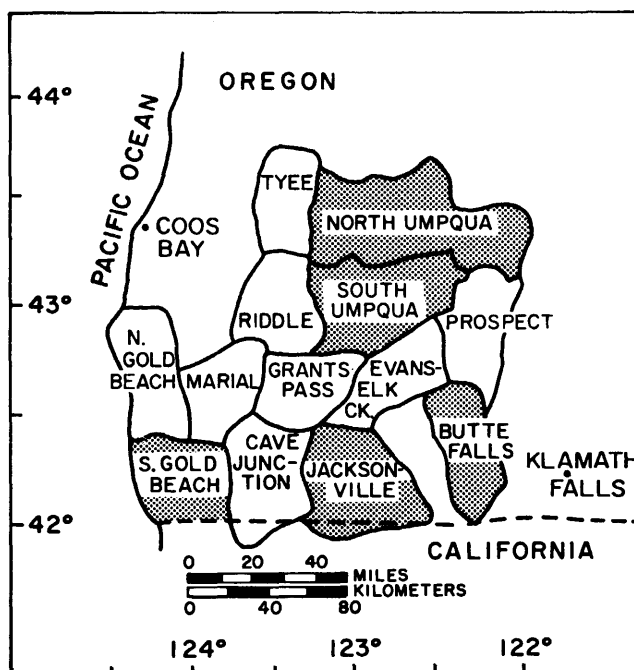 OREGON
44°
PACIFIC OCEAN
TYEE
COOS
BAY
NORTH UMPQUA
43°
SOUTH
UMPQUA
RIDDLE
PROSPECT
N.
GOLD
BEACH
MARIAL
GRANTS
PASS
EVANS-
ELK
CK.
CAVE
JUNC-
TION
S. GOLD
BEACH
JACKSON-
VILLE
BUTTE
FALLS
KLAMATH
FALLS
42°
CALIFORNIA
0 20 40
MILES
KILOMETERS
0 40 80
124° 123° 122°